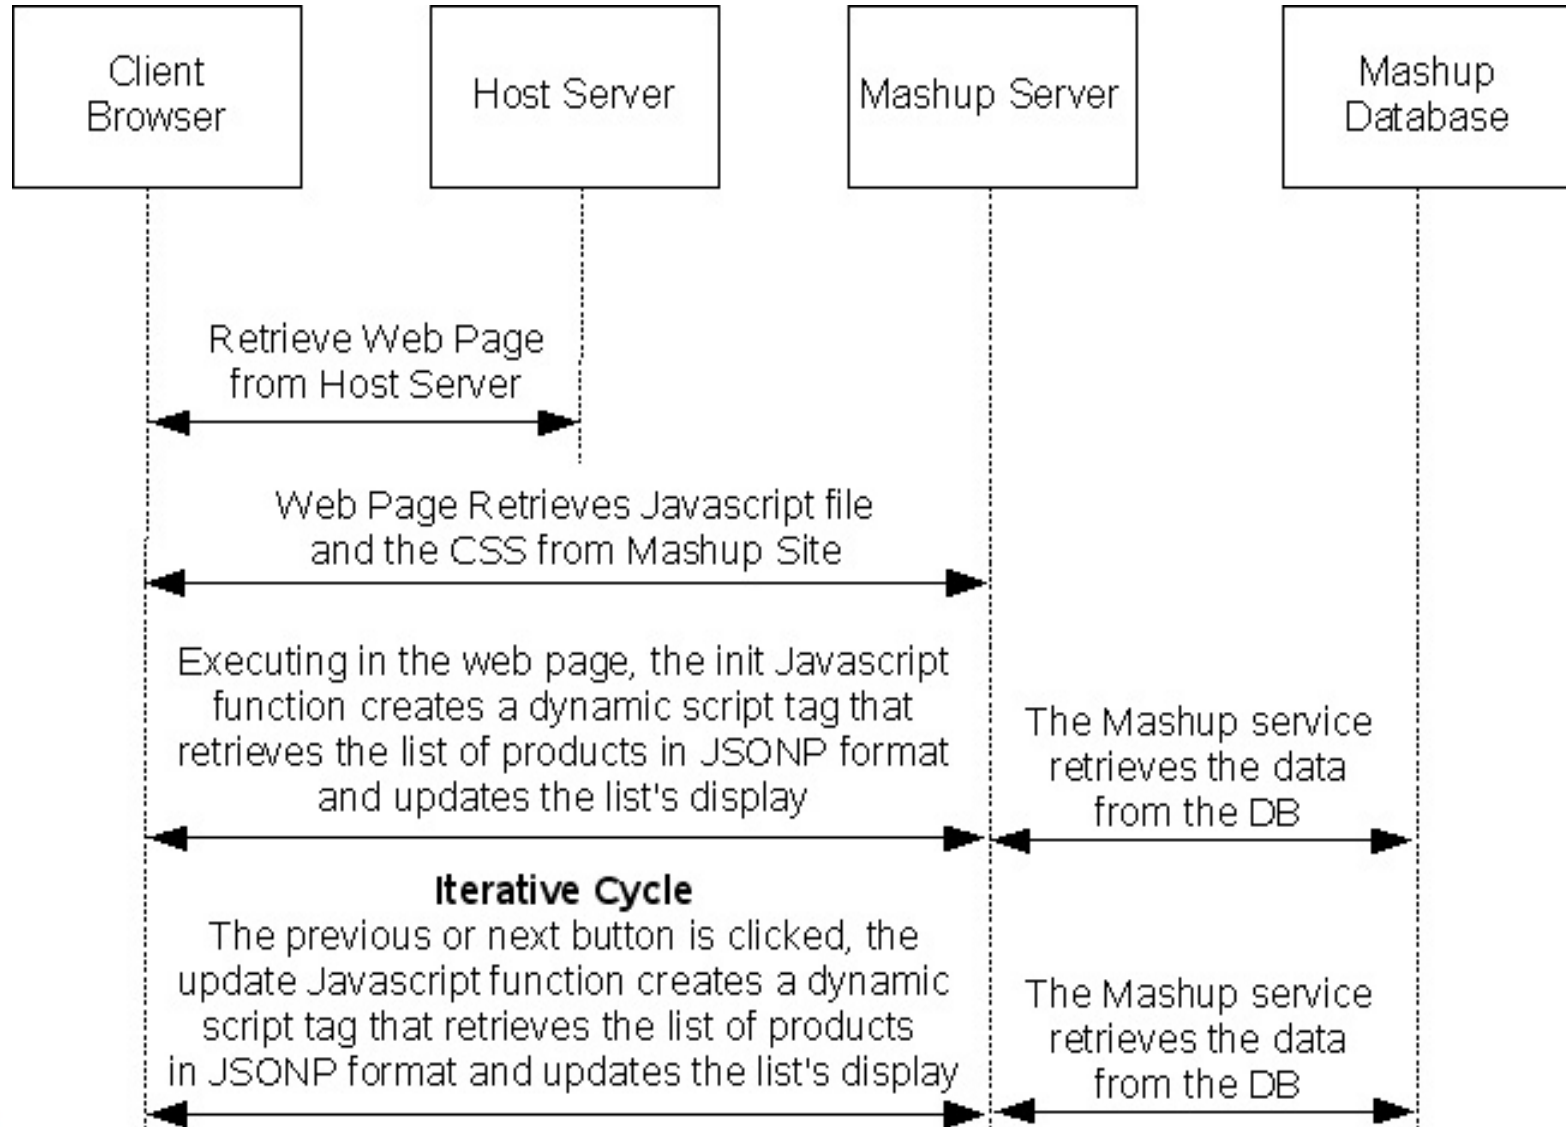 Client
Browser
Host Server
Mashup Server
Mashup
Database
Retrieve Web Page
from Host Server
Web Page Retrieves Javascript file
and the CSS from Mashup Site
Executing in the web page, the init Javascript
function creates a dynamic script tag that
retrieves the list of products in JSONP format
and updates the list's display
The Mashup service
retrieves the data
from the DB
Iterative Cycle
The previous or next button is clicked, the
update Javascript function creates a dynamic
script tag that retrieves the list of products
in JSONP format and updates the list's display
The Mashup service
retrieves the data
from the DB